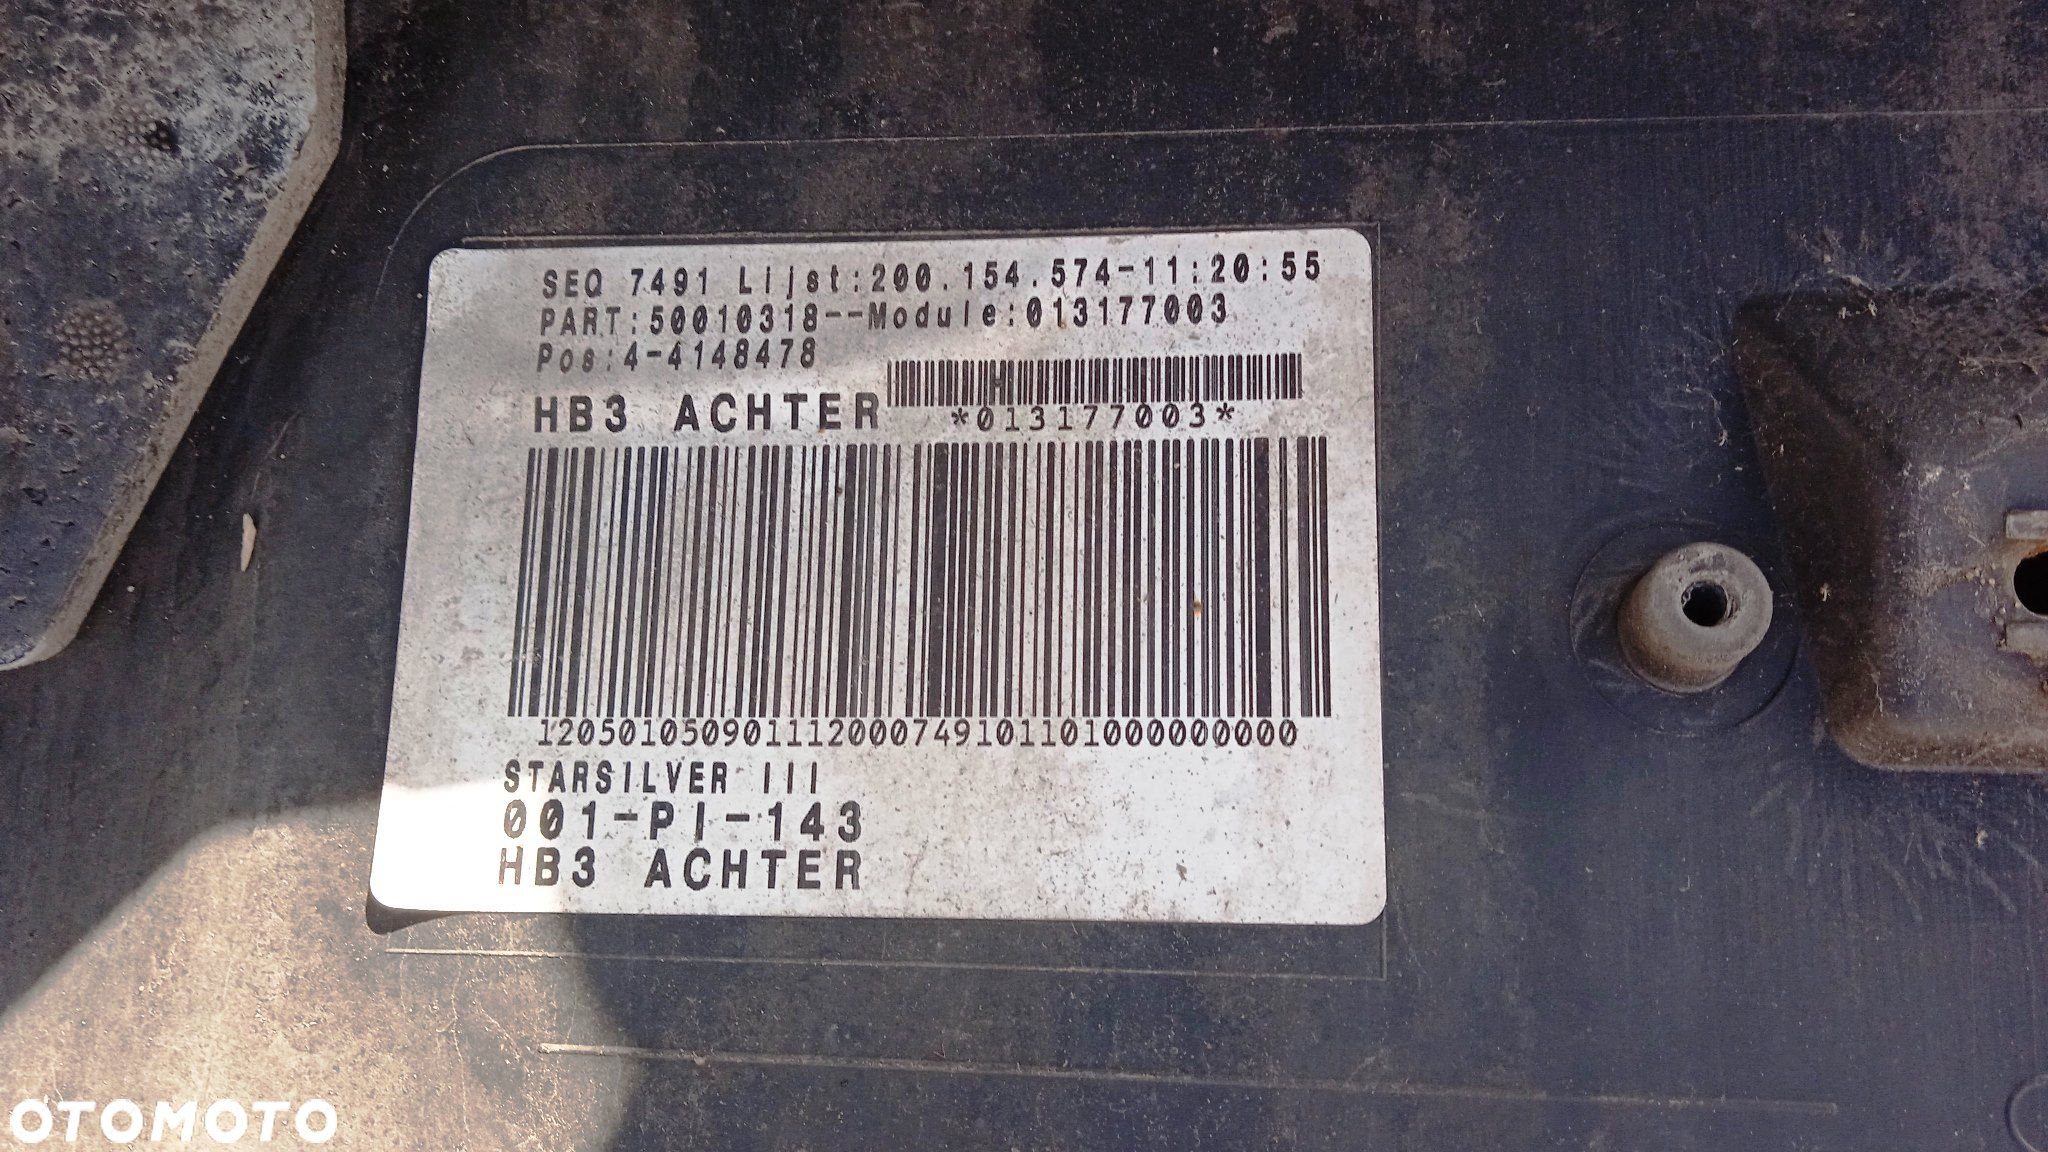 SEQ 7491 Lijst:200.154.574-11:20:55
PART:50010318--Module:013177003
Pos:4-4148478
HB3 ACHTER
*013177003*
120501050901112000749101101000000000
STARSILVER III
001-PI-143
HB3 ACHTER
OTOMOTO